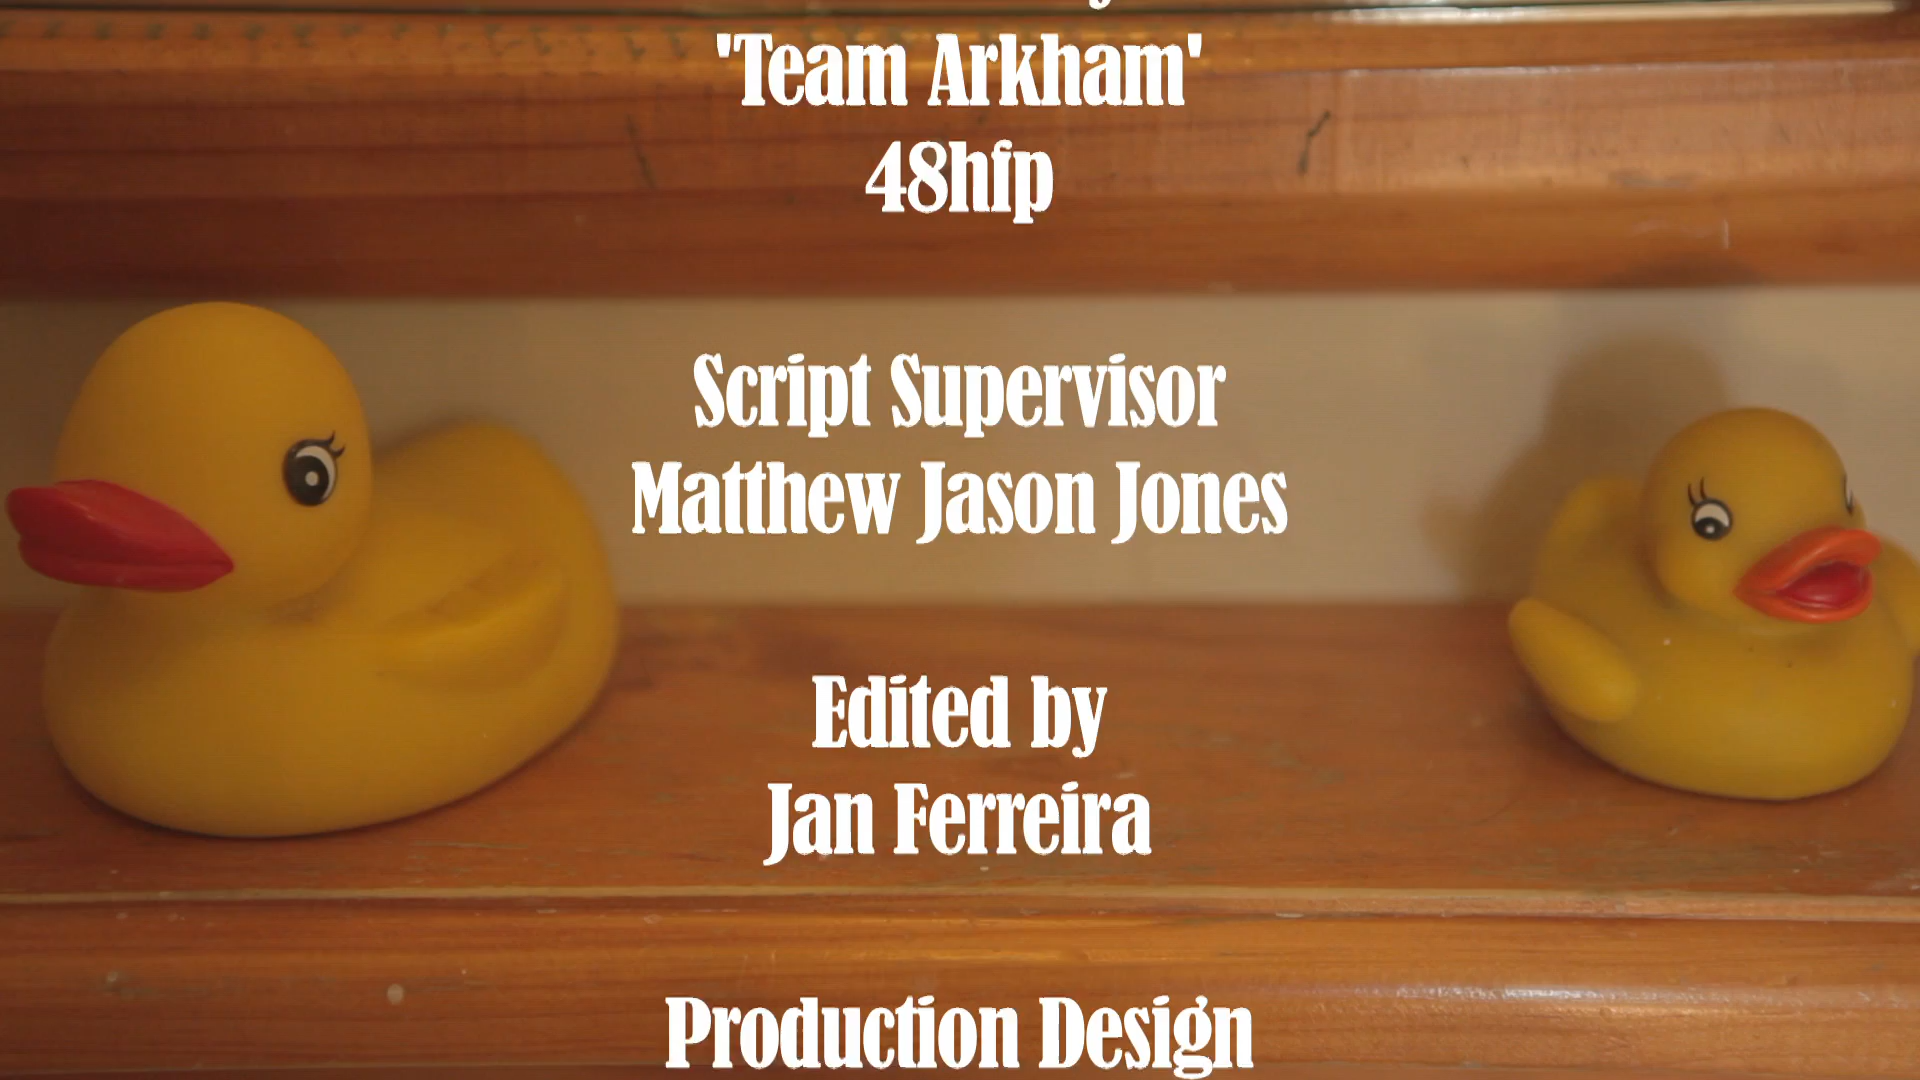 'Team Arkham'
48hfp
Script Supervisor
Matthew Jason Jones
Edited by
Jan Ferreira
Production Design